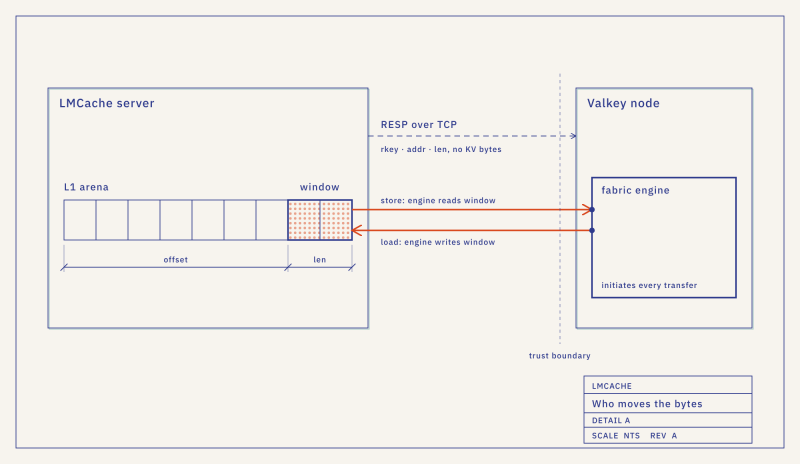 LMCache server
Valkey node
RESP over TCP
rkey · addr · len, no KV bytes
L1 arena
window
fabric engine
store: engine reads window
load: engine writes window
offset
len
initiates every transfer
trust boundary
LMCACHE
Who moves the bytes
DETAIL A
SCALE NTS REV A